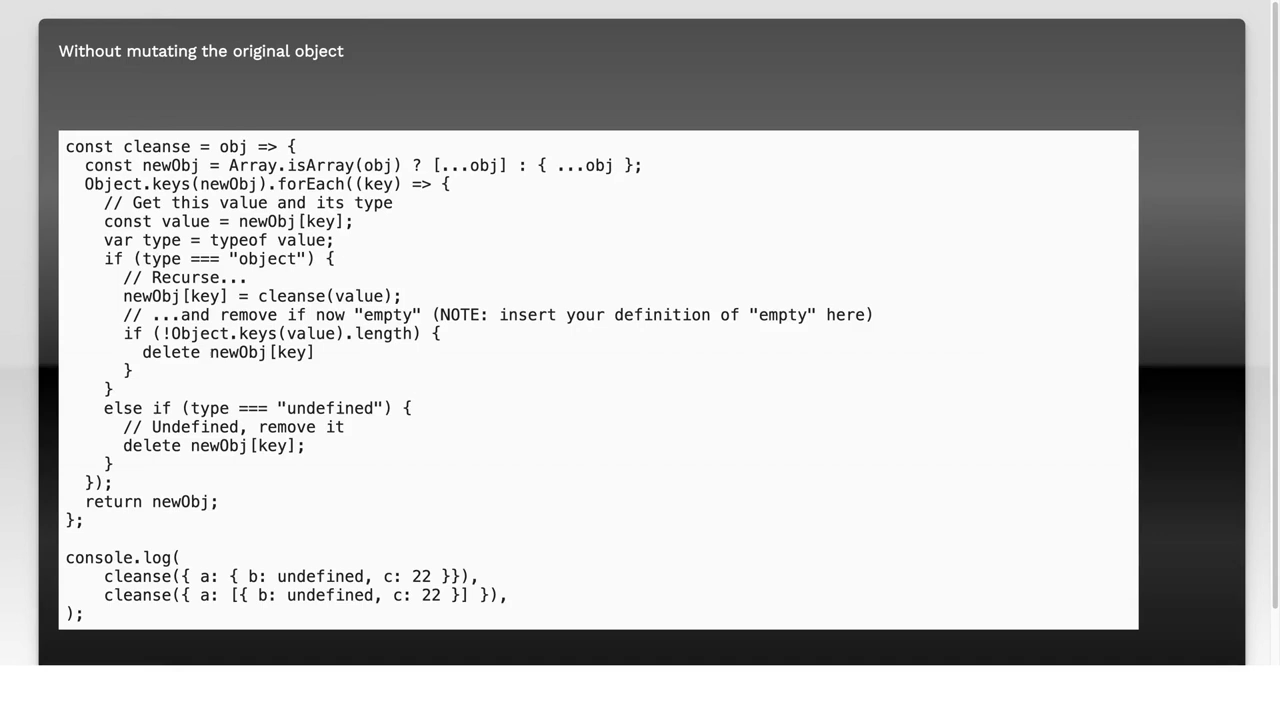 Without mutating the original object
const cleanse = obj => {
  const newObj = Array.isArray(obj) ? [...obj] : { ...obj };
  Object.keys(newObj).forEach((key) => {
    // Get this value and its type
    const value = newObj[key];
    var type = typeof value;
    if (type === "object") {
      // Recurse...
      newObj[key] = cleanse(value);
      // ...and remove if now "empty" (NOTE: insert your definition of "empty" here)
      if (!Object.keys(value).length) {
        delete newObj[key]
      }
    }
    else if (type === "undefined") {
      // Undefined, remove it
      delete newObj[key];
    }
  });
  return newObj;
};

console.log(
    cleanse({ a: { b: undefined, c: 22 }}),
    cleanse({ a: [{ b: undefined, c: 22 }] }),
);